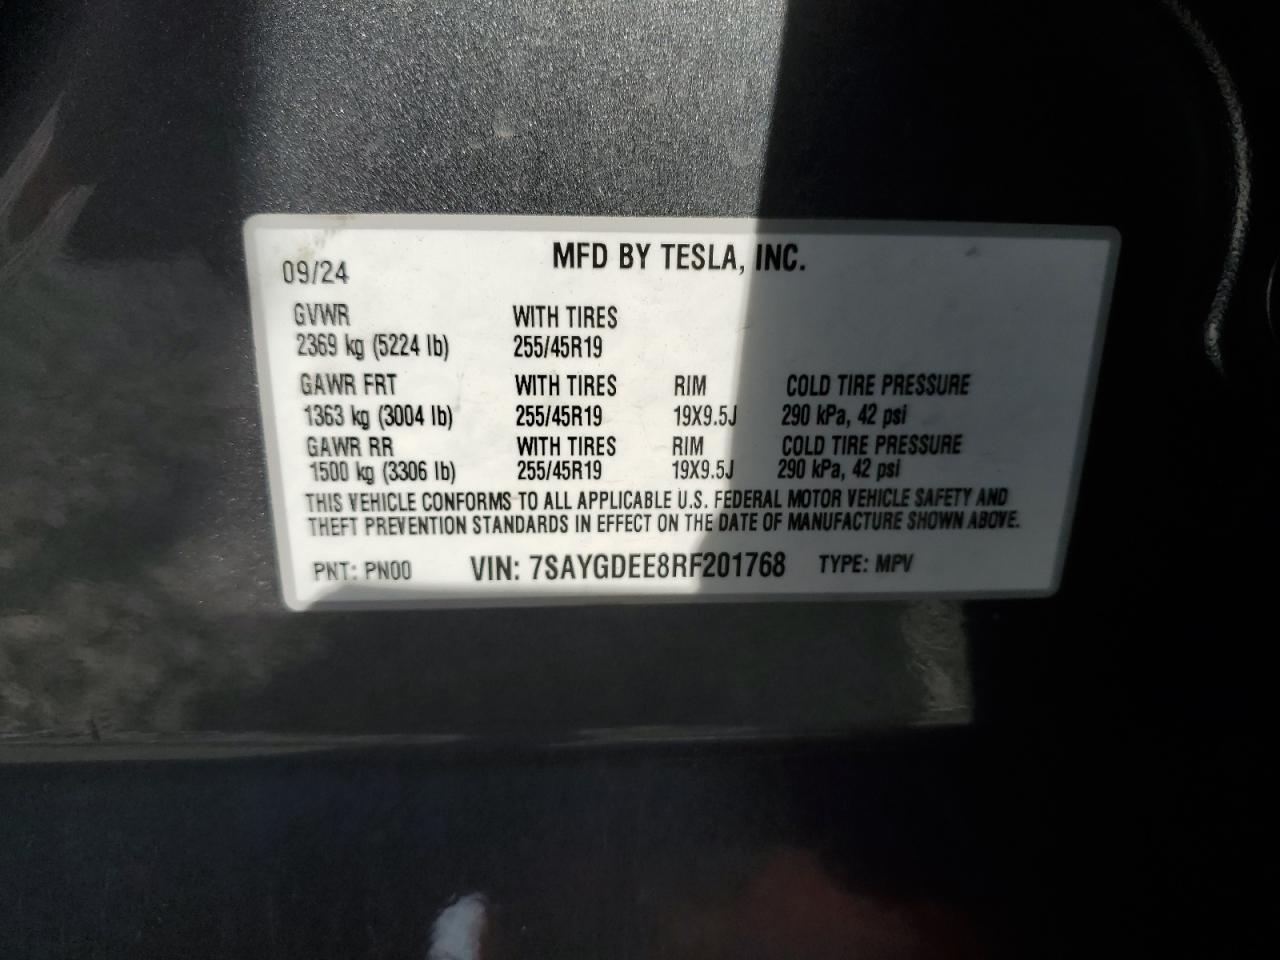 MFD BY TESLA, INC.
09/24
GVWR WITH TIRES
2369 kg (5224 lb) 255/45R19
GAWR FRT WITH TIRES RIM COLD TIRE PRESSURE
1363 kg (3004 lb) 255/45R19 19X9.5J 290 kPa, 42 psi
GAWR RR WITH TIRES RIM COLD TIRE PRESSURE
1500 kg (3306 lb) 255/45R19 19X9.5J 290 kPa, 42 psi
THIS VEHICLE CONFORMS TO ALL APPLICABLE U.S. FEDERAL MOTOR VEHICLE SAFETY AND
THEFT PREVENTION STANDARDS IN EFFECT ON THE DATE OF MANUFACTURE SHOWN ABOVE.
PNT: PN00 VIN: 7SAYGDEE8RF201768 TYPE: MPV